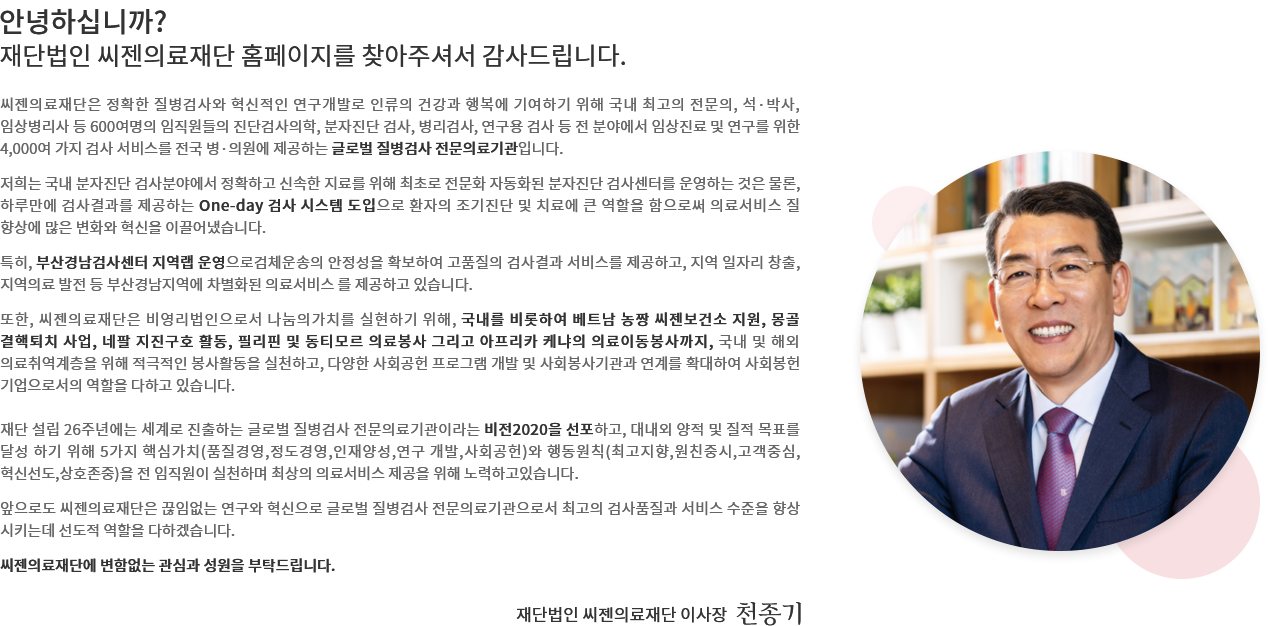 안녕하십니까?
재단법인 씨젠의료재단 홈페이지를 찾아주셔서 감사드립니다.
씨젠의료재단은 정확한 질병검사와 혁신적인 연구개발로 인류의 건강과 행복에 기여하기 위해 국내 최고의 전문의, 석·박사,
임상병리사 등 600여명의 임직원들의 진단검사의학, 분자진단 검사, 병리검사, 연구용 검사 등 전 분야에서 임상진료 및 연구를 위한
4,000여 가지 검사 서비스를 전국 병·의원에 제공하는 글로벌 질병검사 전문의료기관입니다.
저희는 국내 분자진단 검사분야에서 정확하고 신속한 지료를 위해 최초로 전문화 자동화된 분자진단 검사센터를 운영하는 것은 물론,
하루만에 검사결과를 제공하는 One-day 검사 시스템 도입으로 환자의 조기진단 및 치료에 큰 역할을 함으로써 의료서비스 질
향상에 많은 변화와 혁신을 이끌어냈습니다.
특히, 부산경남검사센터 지역랩 운영으로검체운송의 안정성을 확보하여 고품질의 검사결과 서비스를 제공하고, 지역 일자리 창출,
지역의료 발전 등 부산경남지역에 차별화된 의료서비스 를 제공하고 있습니다.
또한, 씨젠의료재단은 비영리법인으로서 나눔의가치를 실현하기 위해, 국내를 비롯하여 베트남 농짱 씨젠보건소 지원, 몽골
결핵퇴치 사업, 네팔 지진구호 활동, 필리핀 및 동티모르 의료봉사 그리고 아프리카 케냐의 의료이동봉사까지, 국내 및 해외
의료취역계층을 위해 적극적인 봉사활동을 실천하고, 다양한 사회공헌 프로그램 개발 및 사회봉사기관과 연계를 확대하여 사회봉헌
기업으로서의 역할을 다하고 있습니다.
재단 설립 26주년에는 세계로 진출하는 글로벌 질병검사 전문의료기관이라는 비전2020을 선포하고, 대내외 양적 및 질적 목표를
달성 하기 위해 5가지 핵심가치(품질경영,정도경영,인재양성,연구 개발,사회공헌)와 행동원칙(최고지향,원친중시,고객중심,
혁신선도,상호존중)을 전 임직원이 실천하며 최상의 의료서비스 제공을 위해 노력하고있습니다.
앞으로도 씨젠의료재단은 끊임없는 연구와 혁신으로 글로벌 질병검사 전문의료기관으로서 최고의 검사품질과 서비스 수준을 향상
시키는데 선도적 역할을 다하겠습니다.
씨젠의료재단에 변함없는 관심과 성원을 부탁드립니다.
재단법인 씨젠의료재단 이사장 천종기